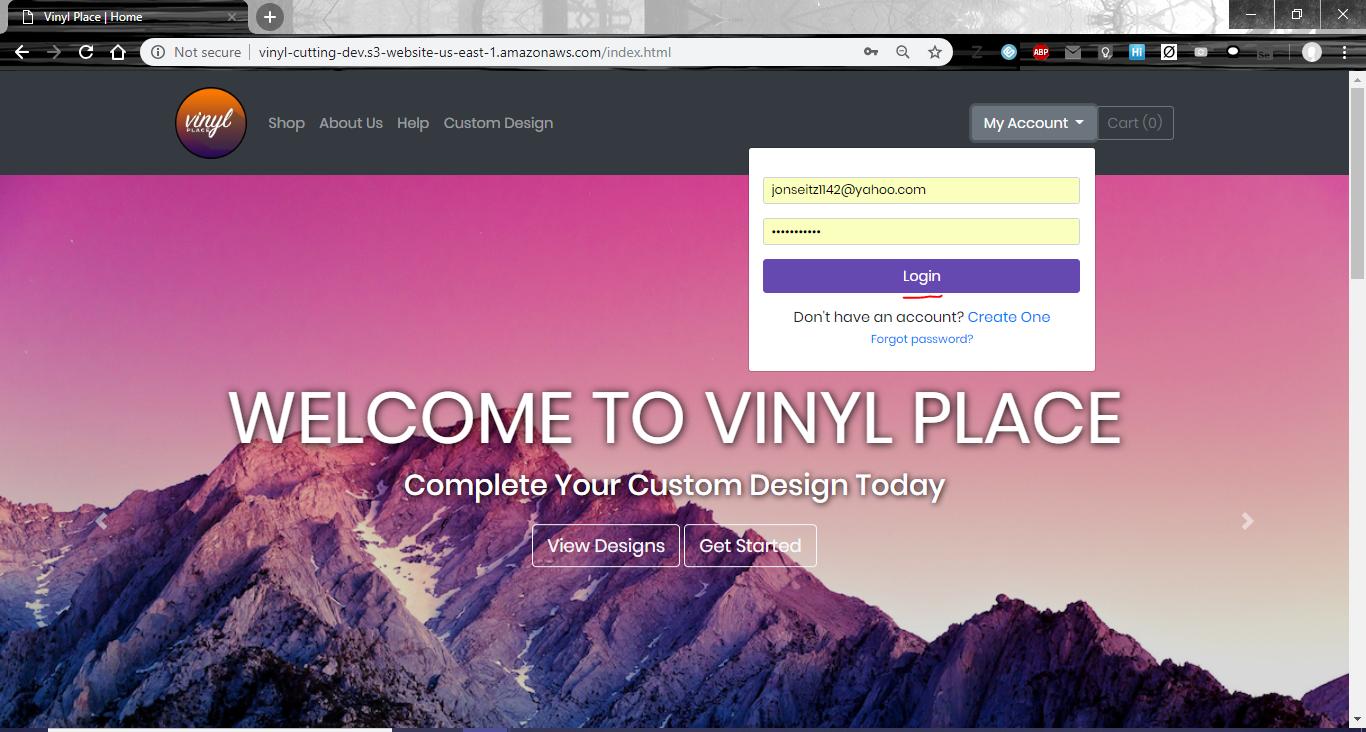 Vinyl Place | Home
Not secure | vinyl-cutting-dev.s3-website-us-east-1.amazonaws.com/index.html
ABP
Hi
vinyl
PLACE
Shop About Us Help Custom Design
My Account Cart (0)
jonseitz1142@yahoo.com
•••••••••••
Login
Don't have an account? Create One
Forgot password?
WELCOME TO VINYL PLACE
Complete Your Custom Design Today
View Designs Get Started